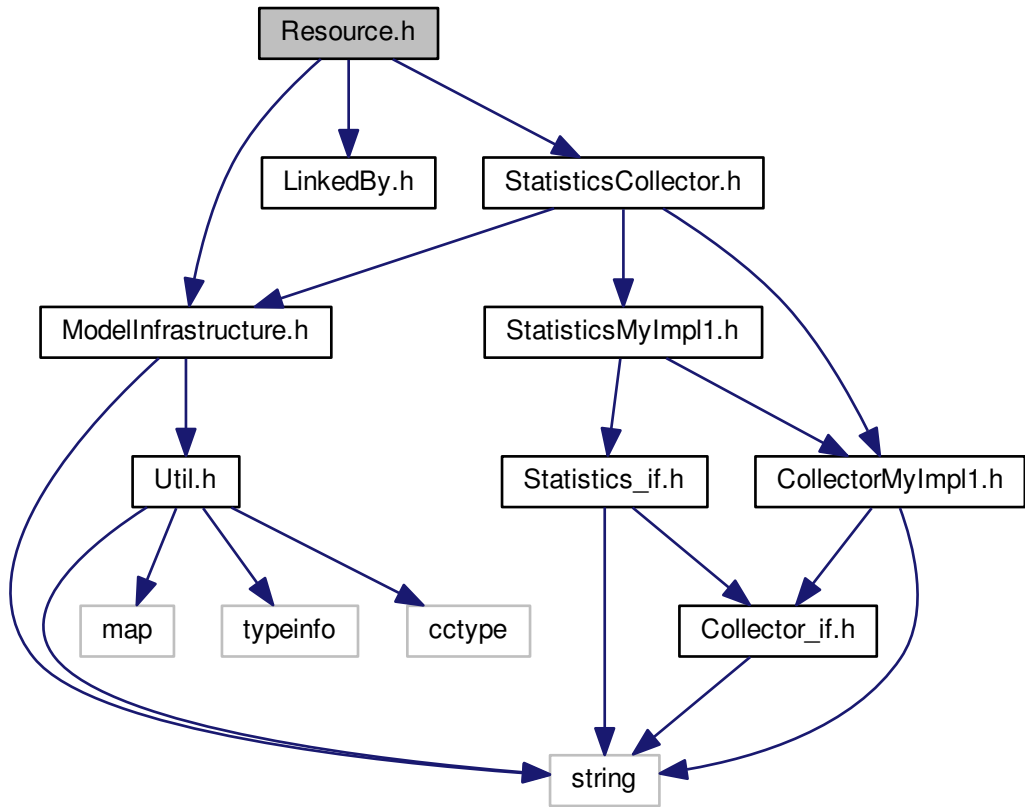 Resource.h
LinkedBy.h
StatisticsCollector.h
ModelInfrastructure.h
StatisticsMyImpl1.h
Util.h
Statistics_if.h
CollectorMyImpl1.h
map
typeinfo
cctype
Collector_if.h
string